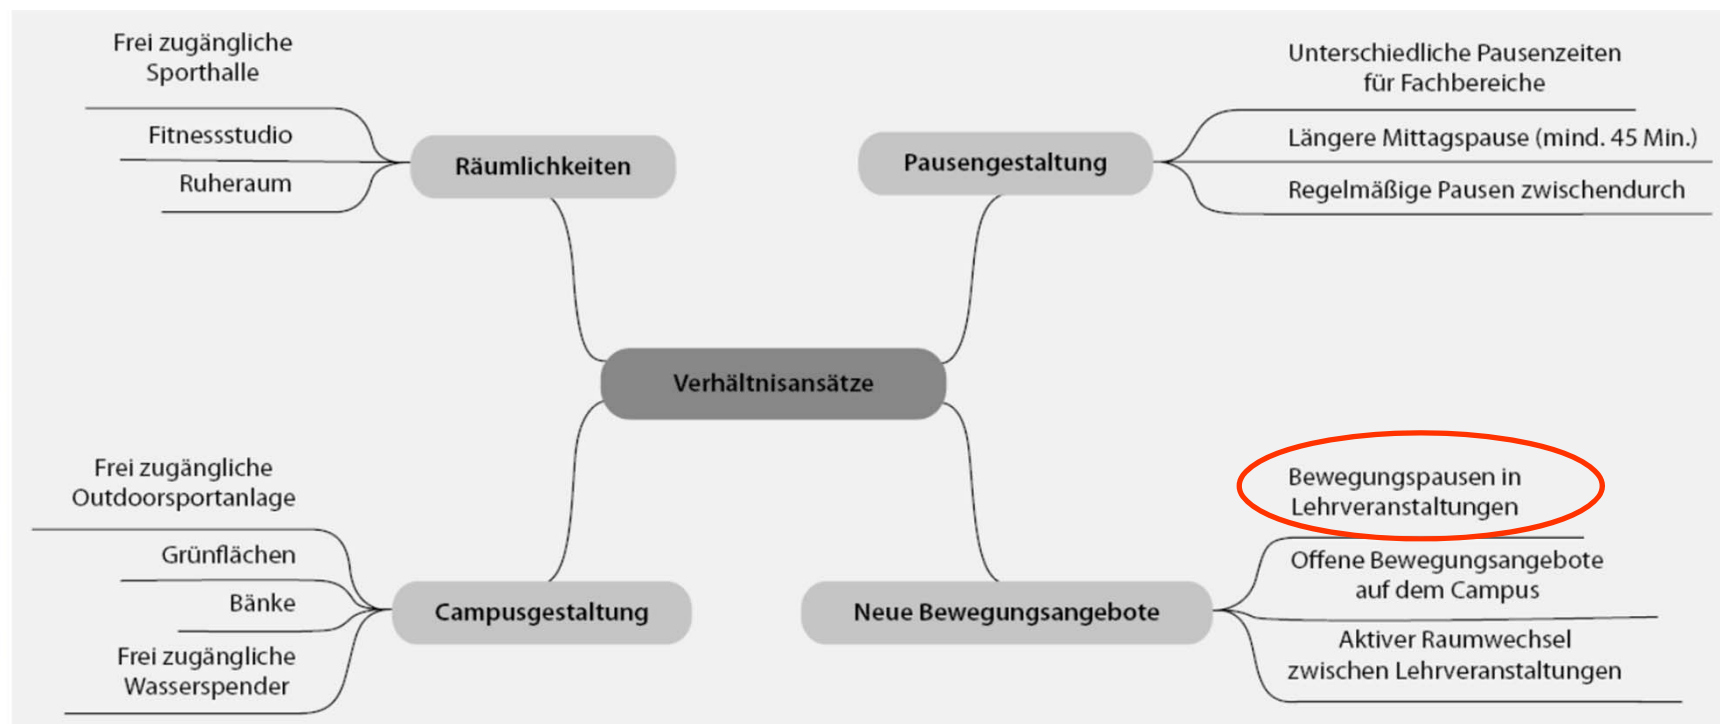 Frei zugängliche
Sporthalle
Fitnessstudio
Ruheraum
Räumlichkeiten
Unterschiedliche Pausenzeiten
für Fachbereiche
Längere Mittagspause (mind. 45 Min.)
Regelmäßige Pausen zwischendurch
Pausengestaltung
Verhältnisansätze
Frei zugängliche
Outdoorsportanlage
Grünflächen
Bänke
Frei zugängliche
Wasserspender
Campusgestaltung
Neue Bewegungsangebote
Bewegungspausen in
Lehrveranstaltungen
Offene Bewegungsangebote
auf dem Campus
Aktiver Raumwechsel
zwischen Lehrveranstaltungen